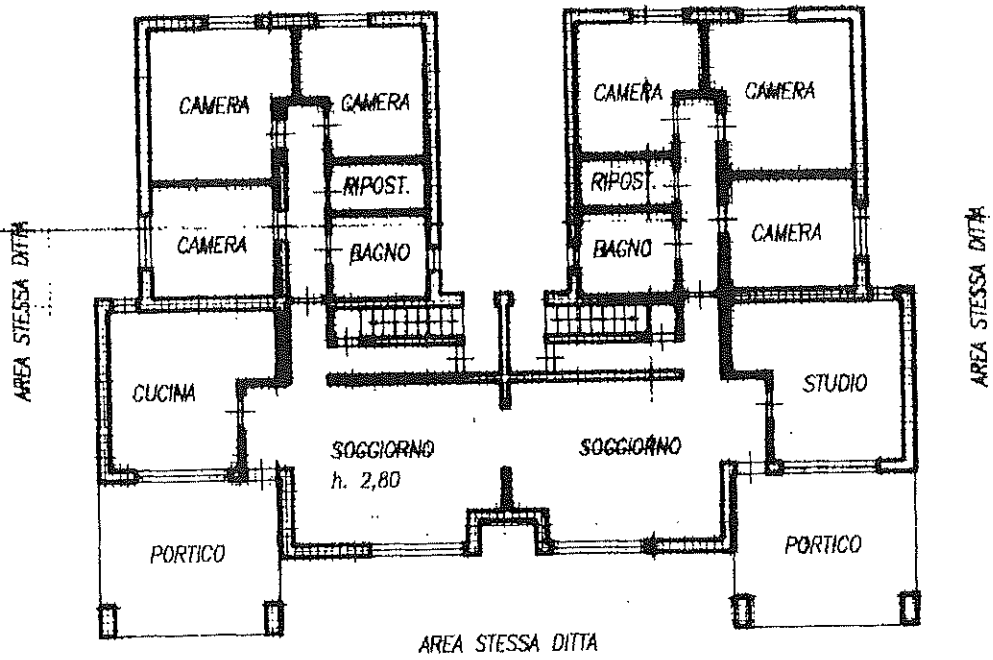 CAMERA
CAMERA
CAMERA
CAMERA
RIPOST.
RIPOST.
CAMERA
BAGNO
BAGNO
CAMERA
AREA STESSA DITTA
AREA STESSA DITTA
CUCINA
STUDIO
SOGGIORNO
h. 2,80
SOGGIORNO
PORTICO
PORTICO
AREA STESSA DITTA